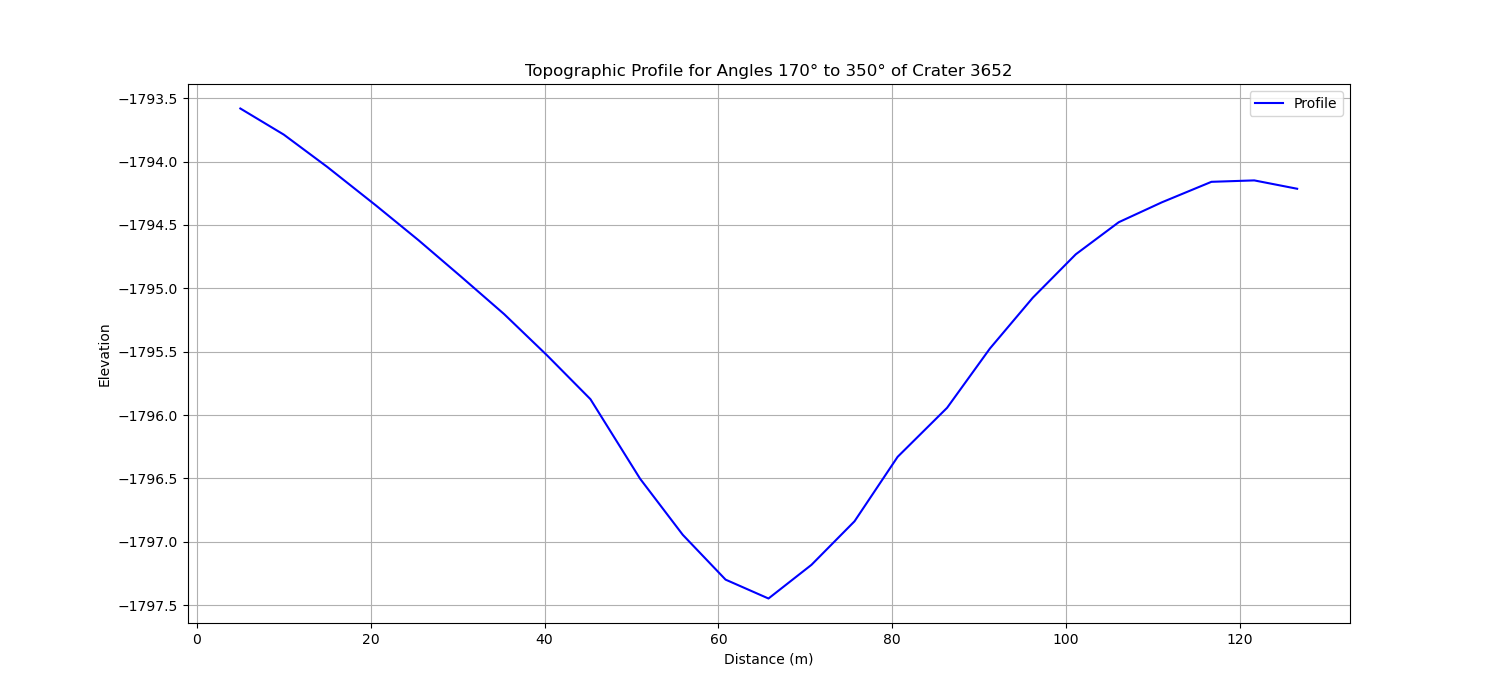 Topographic Profile for Angles 170° to 350° of Crater 3652
Profile
−1793.5
−1794.0
−1794.5
−1795.0
−1795.5
−1796.0
−1796.5
−1797.0
−1797.5
Elevation
0 20 40 60 80 100 120
Distance (m)